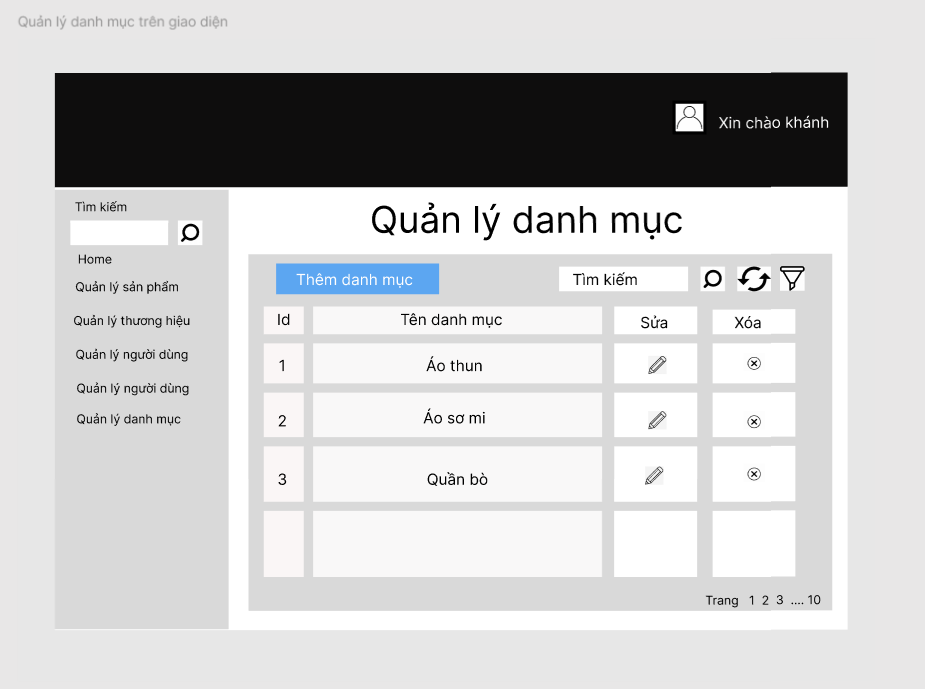 Quản lý danh mục trên giao diện
Xin chào khánh
Tìm kiếm
Home
Quản lý sản phẩm
Quản lý thương hiệu
Quản lý người dùng
Quản lý người dùng
Quản lý danh mục
Quản lý danh mục
Thêm danh mục Tìm kiếm
Id Tên danh mục Sửa Xóa
1 Áo thun
2 Áo sơ mi
3 Quần bò
Trang 1 2 3 .... 10